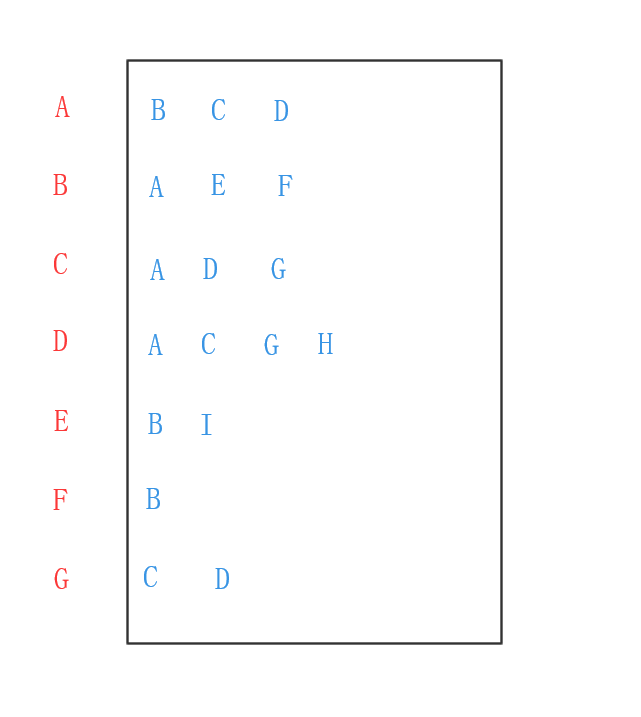 A B C D
B A E F
C A D G
D A C G H
E B I
F B
G C D